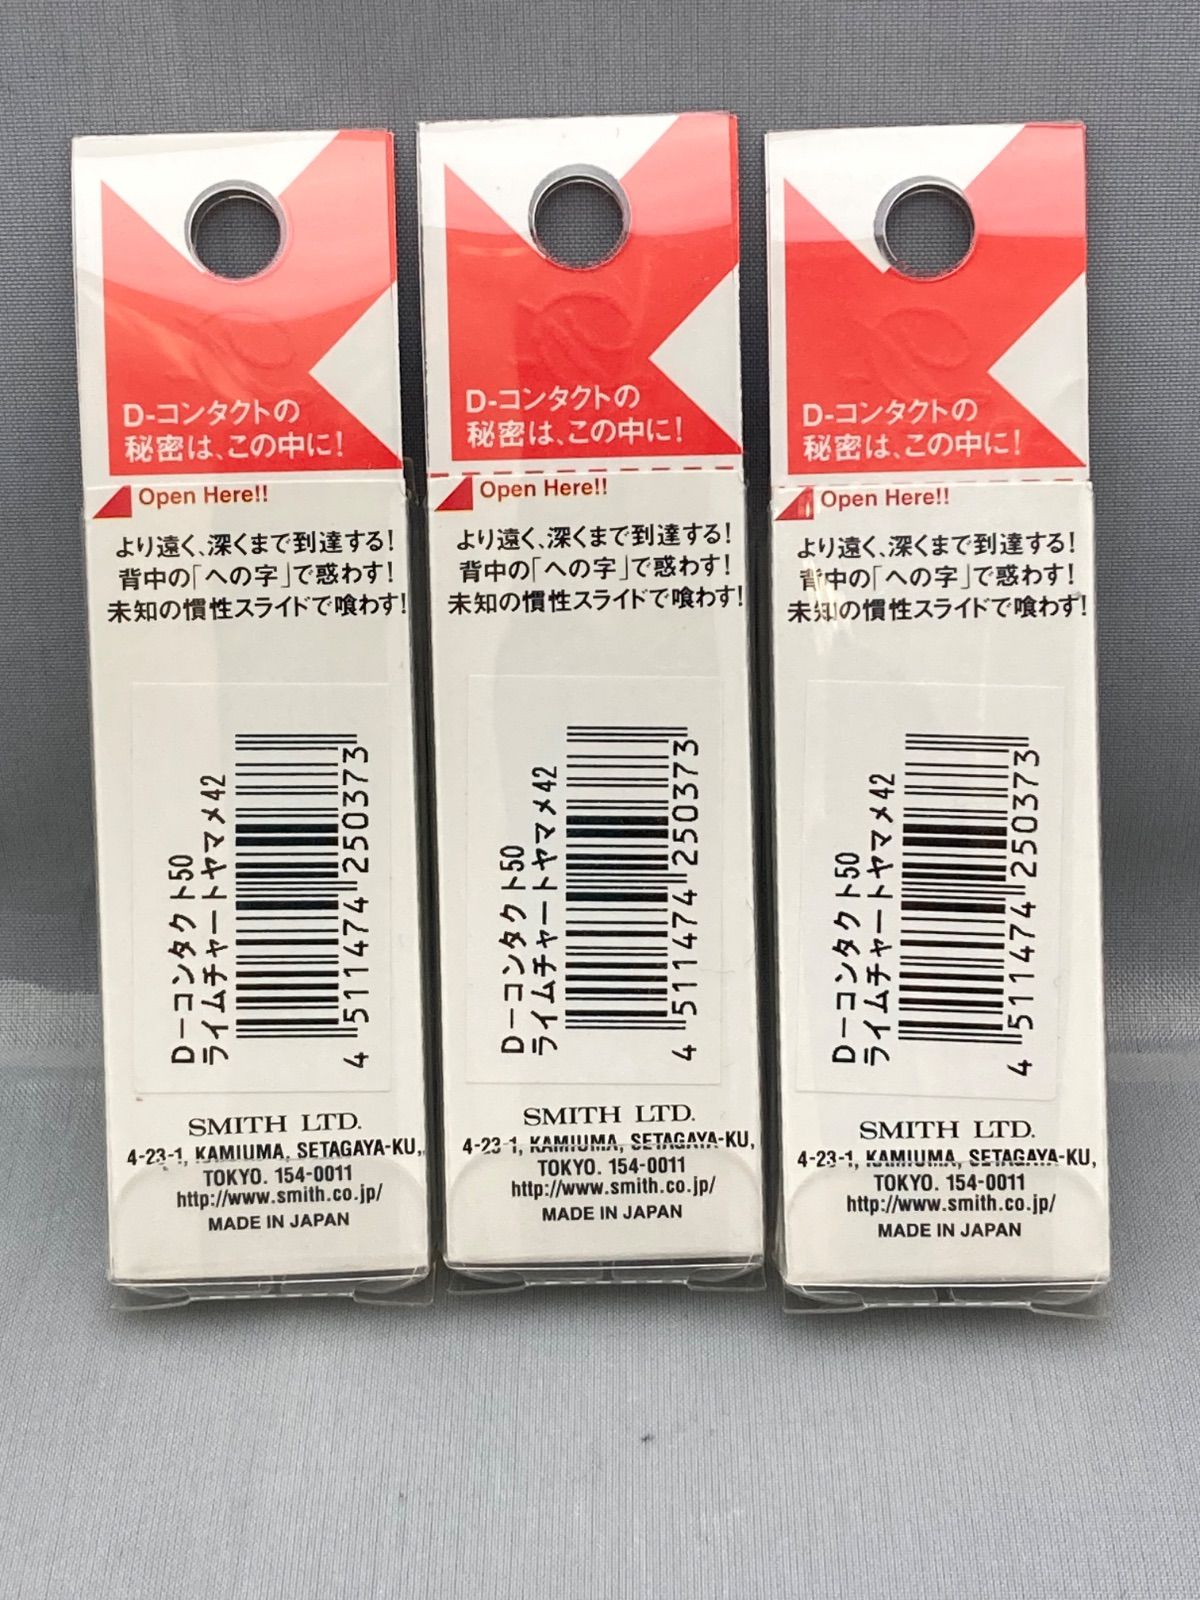 D-コンタクトの
秘密は、この中に!
Open Here!!
より遠く、深くまで到達する!
背中の「への字」で惑わす!
未知の慣性スライドで喰わす!
D－コンタクト50
ライムチャートヤマメ42
4 511474 250373
SMITH LTD.
4-23-1, KAMIUMA, SETAGAYA-KU,
TOKYO. 154-0011
http://www.smith.co.jp/
MADE IN JAPAN
D-コンタクトの
秘密は、この中に!
Open Here!!
より遠く、深くまで到達する!
背中の「への字」で惑わす!
未知の慣性スライドで喰わす!
D－コンタクト50
ライムチャートヤマメ42
4 511474 250373
SMITH LTD.
4-23-1, KAMIUMA, SETAGAYA-KU,
TOKYO. 154-0011
http://www.smith.co.jp/
MADE IN JAPAN
D-コンタクトの
秘密は、この中に!
Open Here!!
より遠く、深くまで到達する!
背中の「への字」で惑わす!
未知の慣性スライドで喰わす!
D－コンタクト50
ライムチャートヤマメ42
4 511474 250373
SMITH LTD.
4-23-1, KAMIUMA, SETAGAYA-KU,
TOKYO. 154-0011
http://www.smith.co.jp/
MADE IN JAPAN